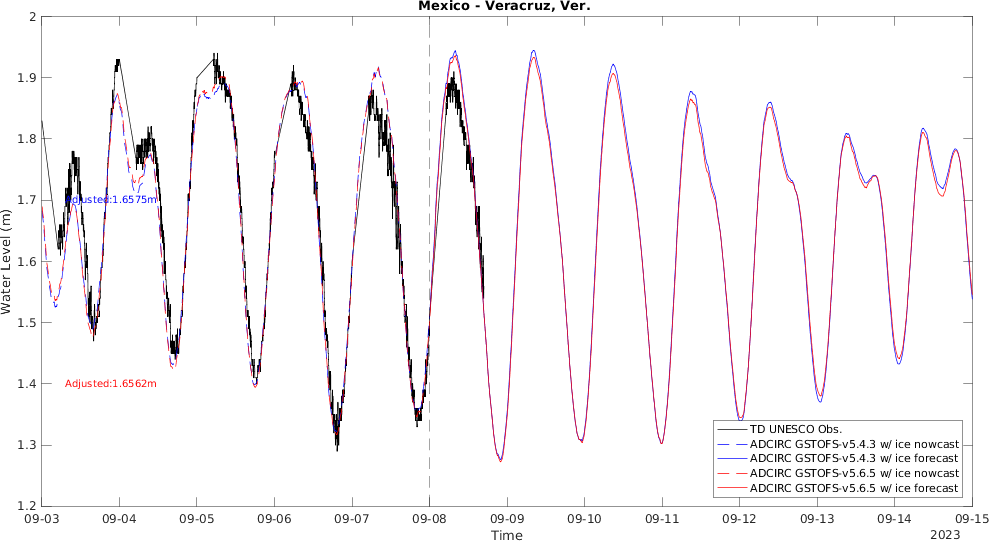 Mexico - Veracruz, Ver.
2
1.9
1.8
1.7
1.6
1.5
1.4
1.3
1.2
Water Level (m)
Adjusted:1.6575m
Adjusted:1.6562m
TD UNESCO Obs.
ADCIRC GSTOFS-v5.4.3 w/ ice nowcast
ADCIRC GSTOFS-v5.4.3 w/ ice forecast
ADCIRC GSTOFS-v5.6.5 w/ ice nowcast
ADCIRC GSTOFS-v5.6.5 w/ ice forecast
09-03 09-04 09-05 09-06 09-07 09-08 09-09 09-10 09-11 09-12 09-13 09-14 09-15
Time
2023